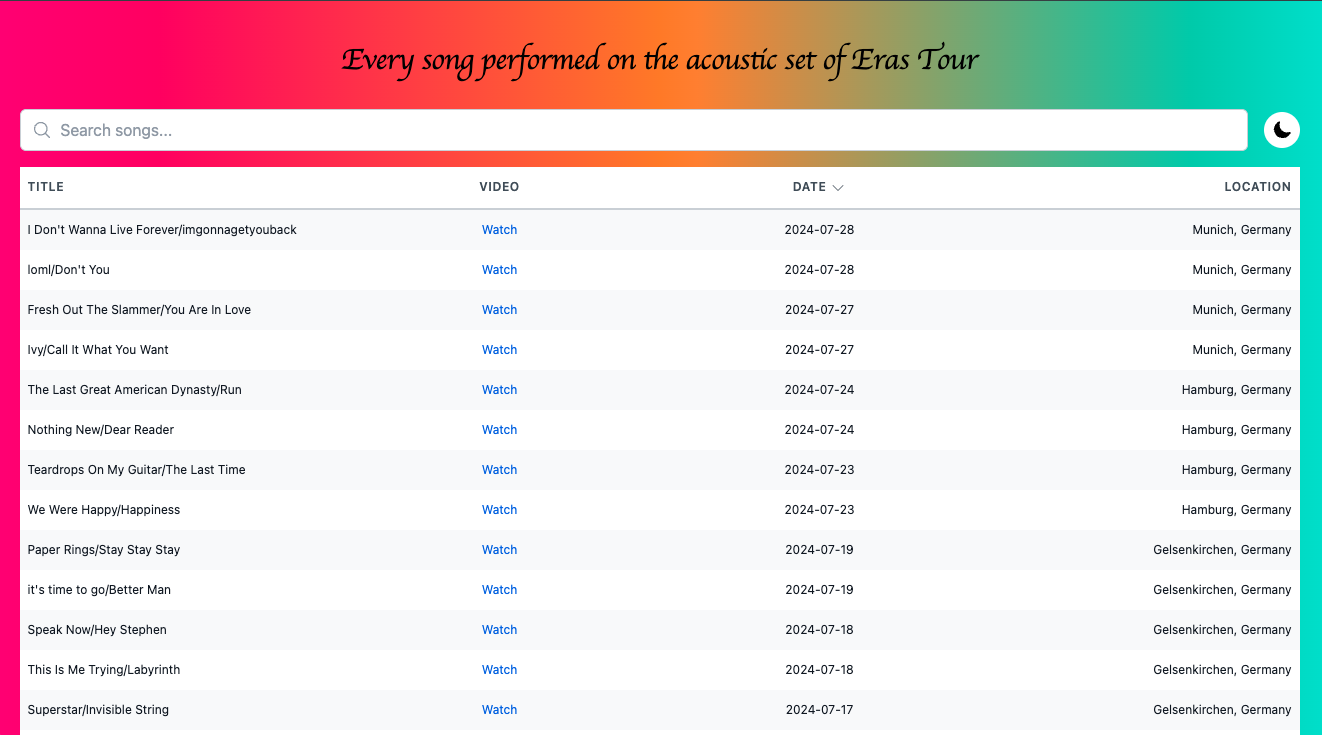 Every song performed on the acoustic set of Eras Tour
Search songs...
TITLE VIDEO DATE LOCATION
I Don't Wanna Live Forever/imgonnagetyouback Watch 2024-07-28 Munich, Germany
loml/Don't You Watch 2024-07-28 Munich, Germany
Fresh Out The Slammer/You Are In Love Watch 2024-07-27 Munich, Germany
Ivy/Call It What You Want Watch 2024-07-27 Munich, Germany
The Last Great American Dynasty/Run Watch 2024-07-24 Hamburg, Germany
Nothing New/Dear Reader Watch 2024-07-24 Hamburg, Germany
Teardrops On My Guitar/The Last Time Watch 2024-07-23 Hamburg, Germany
We Were Happy/Happiness Watch 2024-07-23 Hamburg, Germany
Paper Rings/Stay Stay Stay Watch 2024-07-19 Gelsenkirchen, Germany
it's time to go/Better Man Watch 2024-07-19 Gelsenkirchen, Germany
Speak Now/Hey Stephen Watch 2024-07-18 Gelsenkirchen, Germany
This Is Me Trying/Labyrinth Watch 2024-07-18 Gelsenkirchen, Germany
Superstar/Invisible String Watch 2024-07-17 Gelsenkirchen, Germany